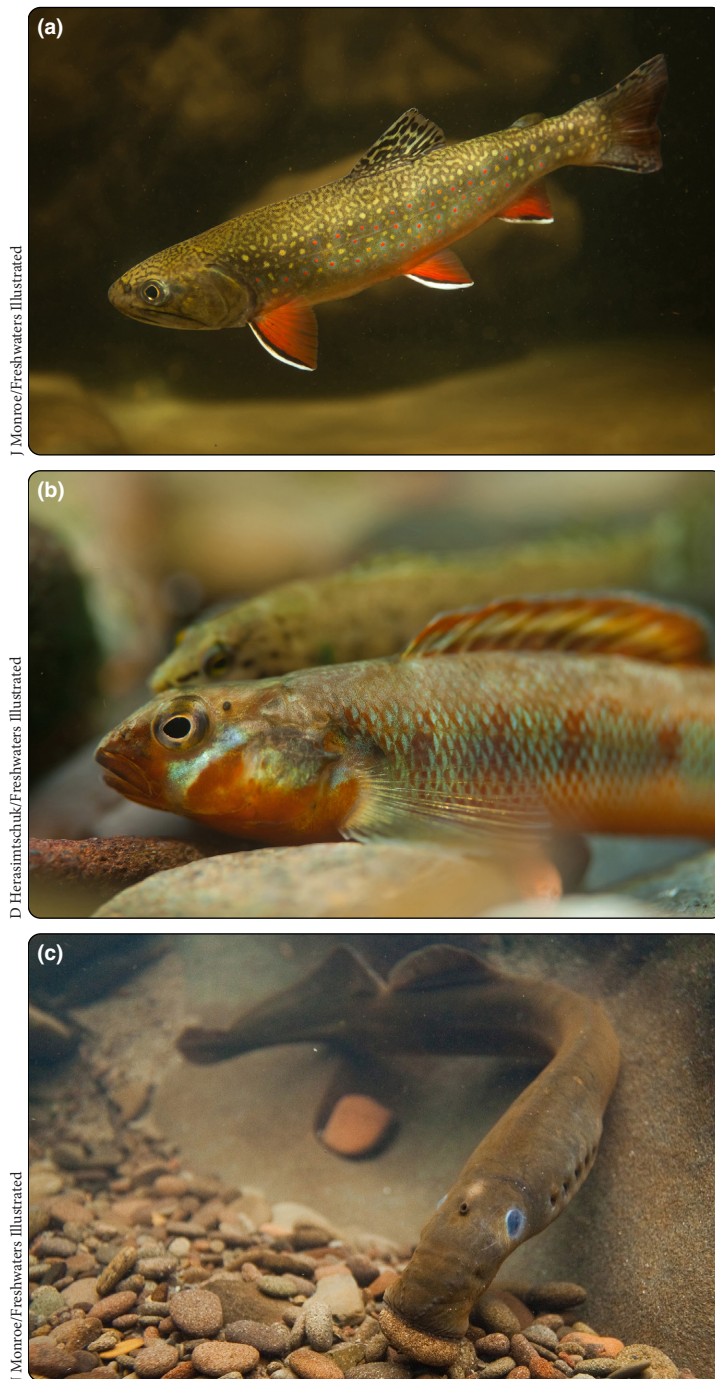 (a)
J Monroe/Freshwaters Illustrated
(b)
D Herasimtschuk/Freshwaters Illustrated
(c)
J Monroe/Freshwaters Illustrated